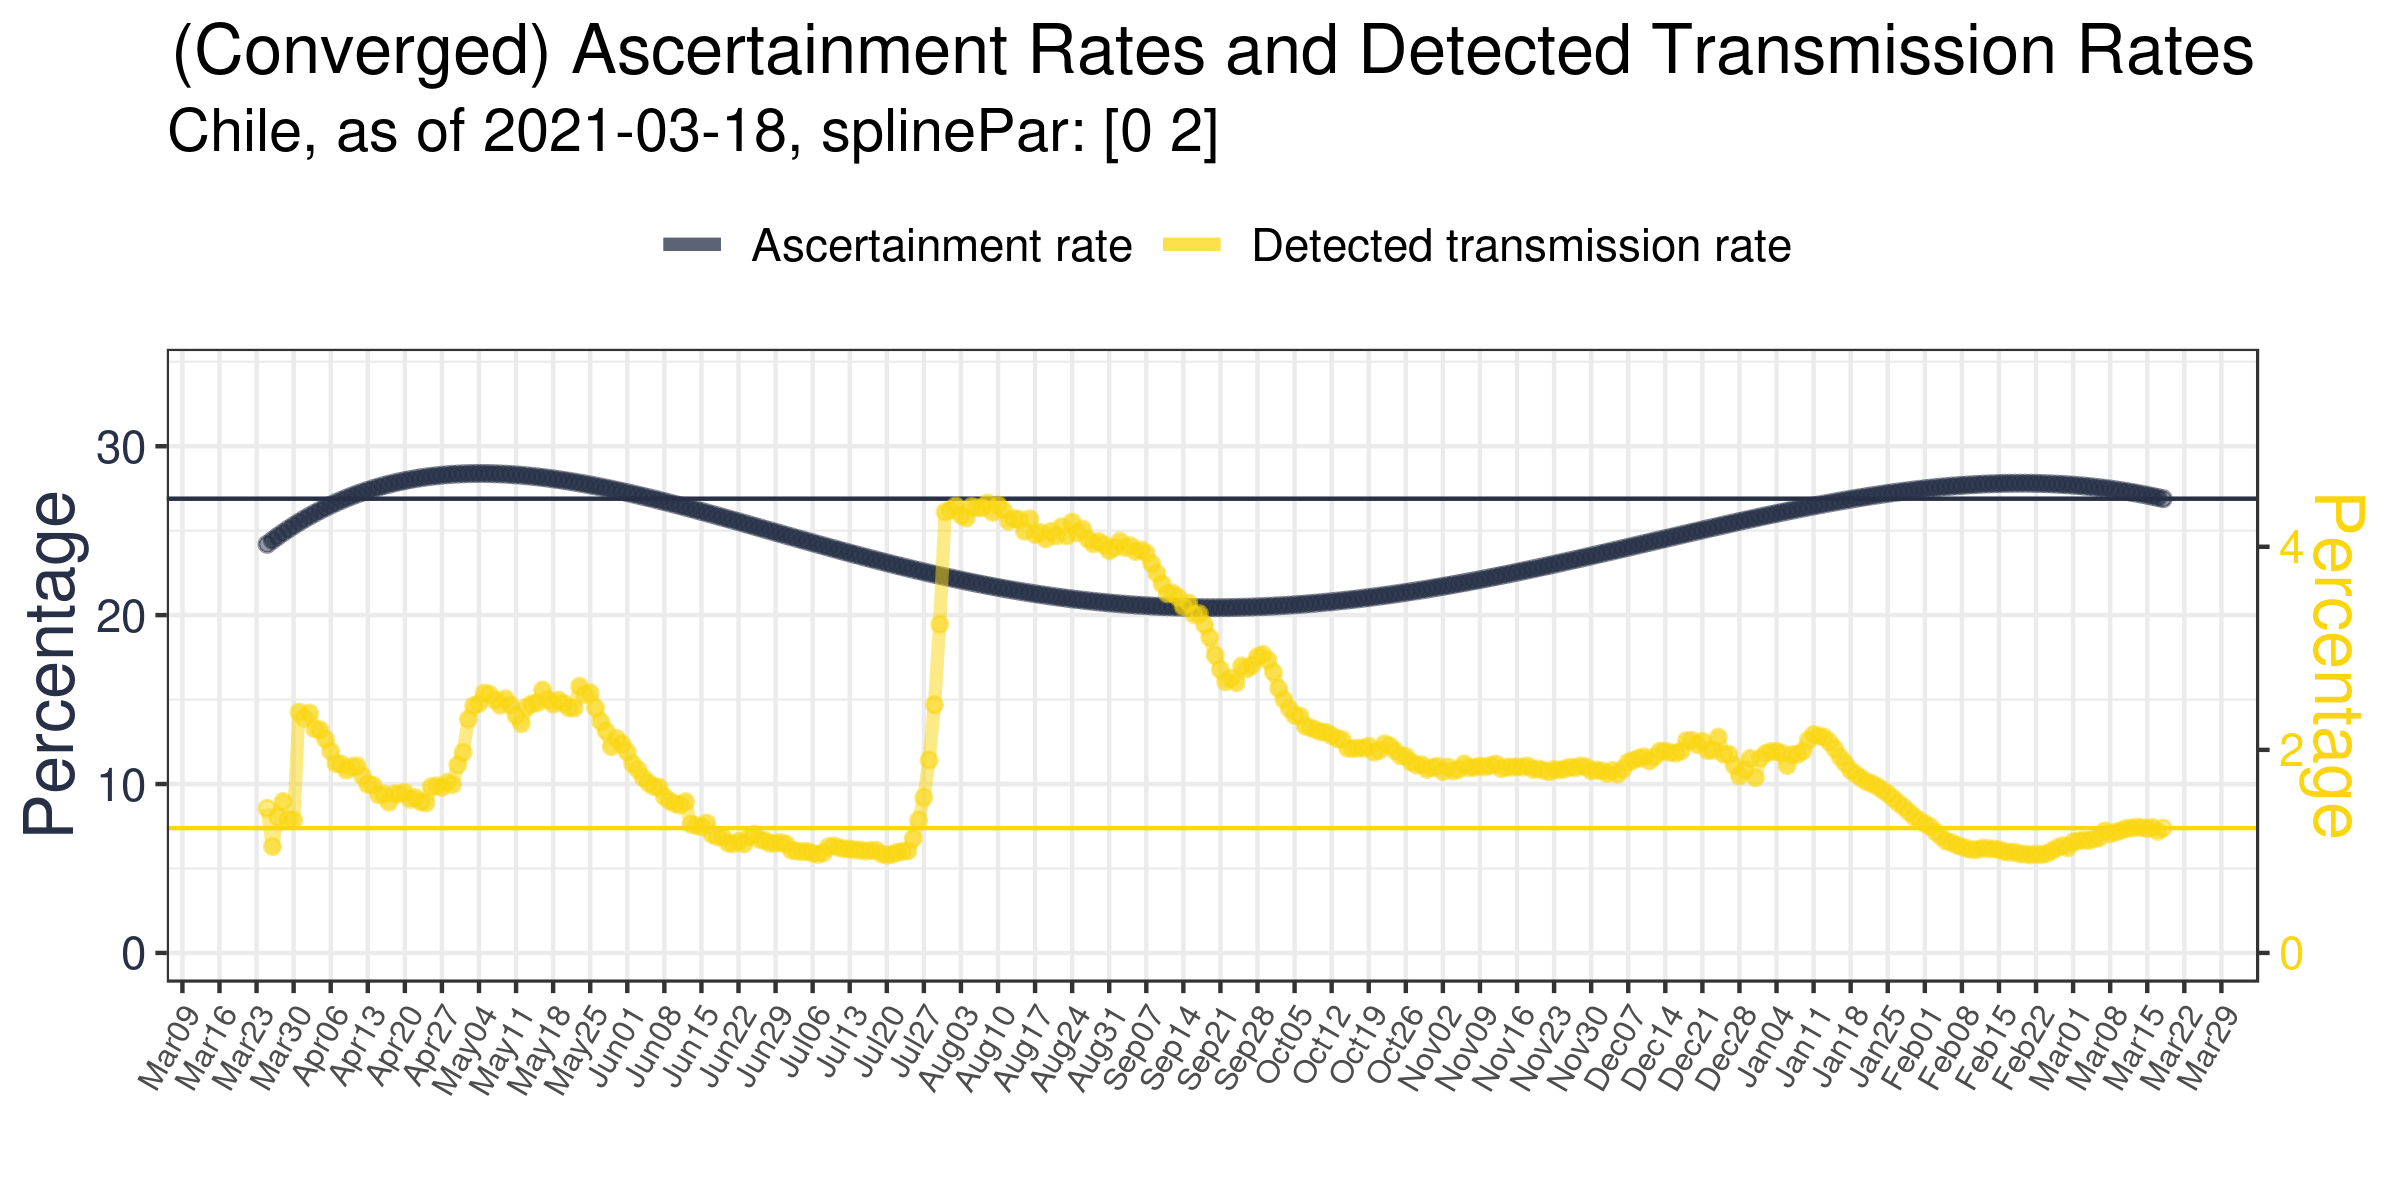 (Converged) Ascertainment Rates and Detected Transmission Rates
Chile, as of 2021-03-18, splinePar: [0 2]
Ascertainment rate
Detected transmission rate
Percentage
30
20
10
0
Percentage
4
2
0
Mar09
Mar16
Mar23
Mar30
Apr06
Apr13
Apr20
Apr27
May04
May11
May18
May25
Jun01
Jun08
Jun15
Jun22
Jun29
Jul06
Jul13
Jul20
Jul27
Aug03
Aug10
Aug17
Aug24
Aug31
Sep07
Sep14
Sep21
Sep28
Oct05
Oct12
Oct19
Oct26
Nov02
Nov09
Nov16
Nov23
Nov30
Dec07
Dec14
Dec21
Dec28
Jan04
Jan11
Jan18
Jan25
Feb01
Feb08
Feb15
Feb22
Mar01
Mar08
Mar15
Mar22
Mar29